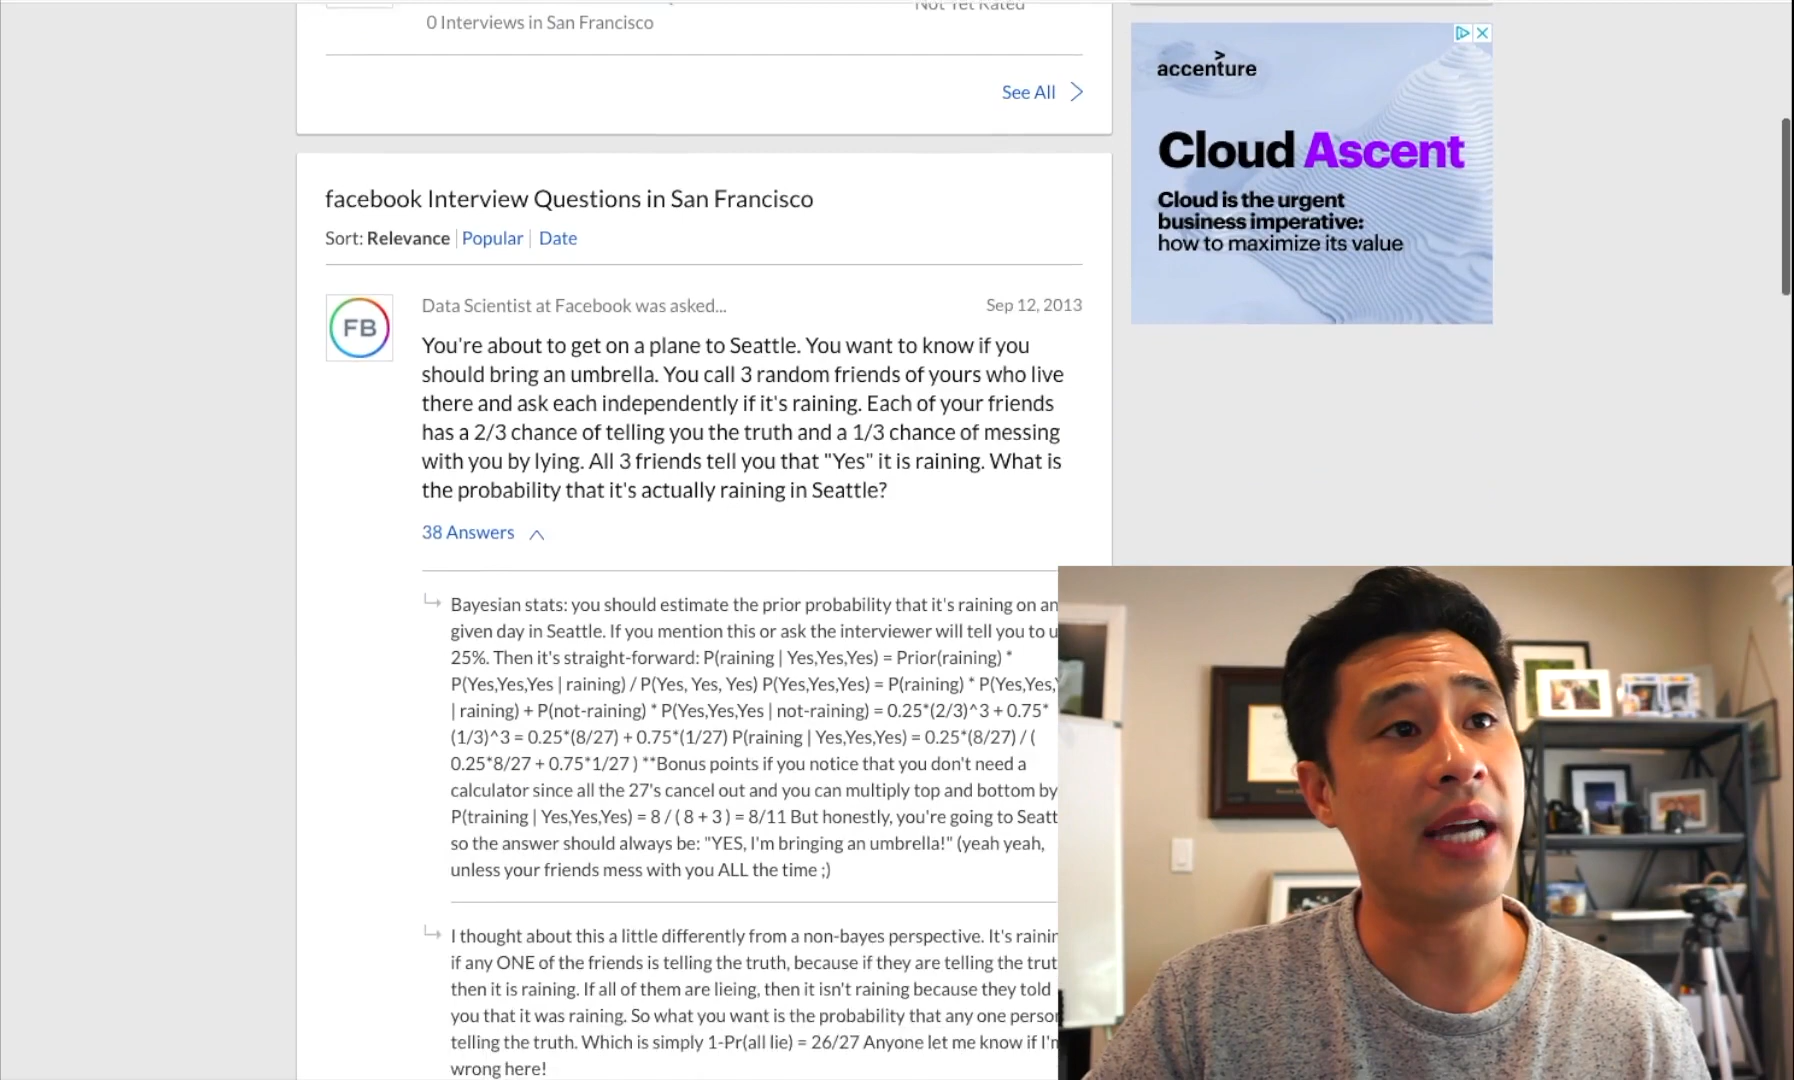 Not Yet Rated
0 Interviews in San Francisco
See All
facebook Interview Questions in San Francisco
Sort: Relevance Popular Date
Data Scientist at Facebook was asked...
Sep 12, 2013
FB
You're about to get on a plane to Seattle. You want to know if you
should bring an umbrella. You call 3 random friends of yours who live
there and ask each independently if it's raining. Each of your friends
has a 2/3 chance of telling you the truth and a 1/3 chance of messing
with you by lying. All 3 friends tell you that "Yes" it is raining. What is
the probability that it's actually raining in Seattle?
38 Answers
Bayesian stats: you should estimate the prior probability that it's raining on an
given day in Seattle. If you mention this or ask the interviewer will tell you to u
25%. Then it's straight-forward: P(raining | Yes,Yes,Yes) = Prior(raining) *
P(Yes,Yes,Yes | raining) / P(Yes, Yes, Yes) P(Yes,Yes,Yes) = P(raining) * P(Yes,Yes,Y
| raining) + P(not-raining) * P(Yes,Yes,Yes | not-raining) = 0.25*(2/3)^3 + 0.75*
(1/3)^3 = 0.25*(8/27) + 0.75*(1/27) P(raining | Yes,Yes,Yes) = 0.25*(8/27) / (
0.25*8/27 + 0.75*1/27 ) **Bonus points if you notice that you don't need a
calculator since all the 27's cancel out and you can multiply top and bottom by
P(training | Yes,Yes,Yes) = 8 / ( 8 + 3 ) = 8/11 But honestly, you're going to Seatt
so the answer should always be: "YES, I'm bringing an umbrella!" (yeah yeah,
unless your friends mess with you ALL the time ;)
I thought about this a little differently from a non-bayes perspective. It's rainin
if any ONE of the friends is telling the truth, because if they are telling the trut
then it is raining. If all of them are lieing, then it isn't raining because they told
you that it was raining. So what you want is the probability that any one person
telling the truth. Which is simply 1-Pr(all lie) = 26/27 Anyone let me know if I'm
wrong here!
accenture
Cloud Ascent
Cloud is the urgent
business imperative:
how to maximize its value